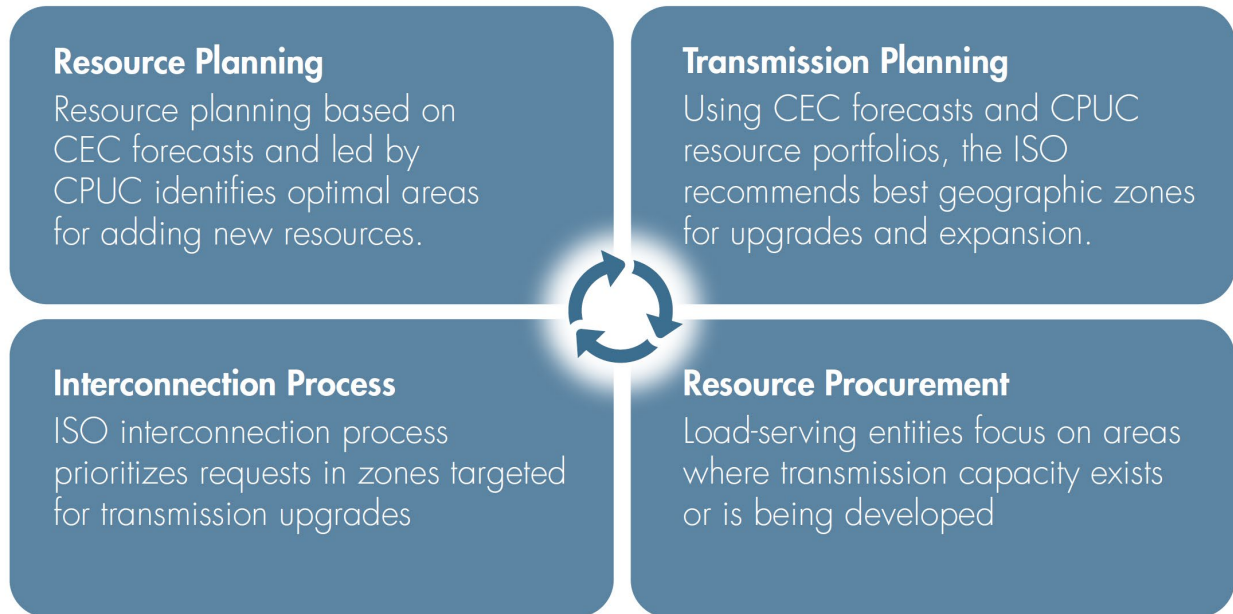 Resource Planning
Resource planning based on
CEC forecasts and led by
CPUC identifies optimal areas
for adding new resources.
Transmission Planning
Using CEC forecasts and CPUC
resource portfolios, the ISO
recommends best geographic zones
for upgrades and expansion.
Interconnection Process
ISO interconnection process
prioritizes requests in zones targeted
for transmission upgrades
Resource Procurement
Load-serving entities focus on areas
where transmission capacity exists
or is being developed